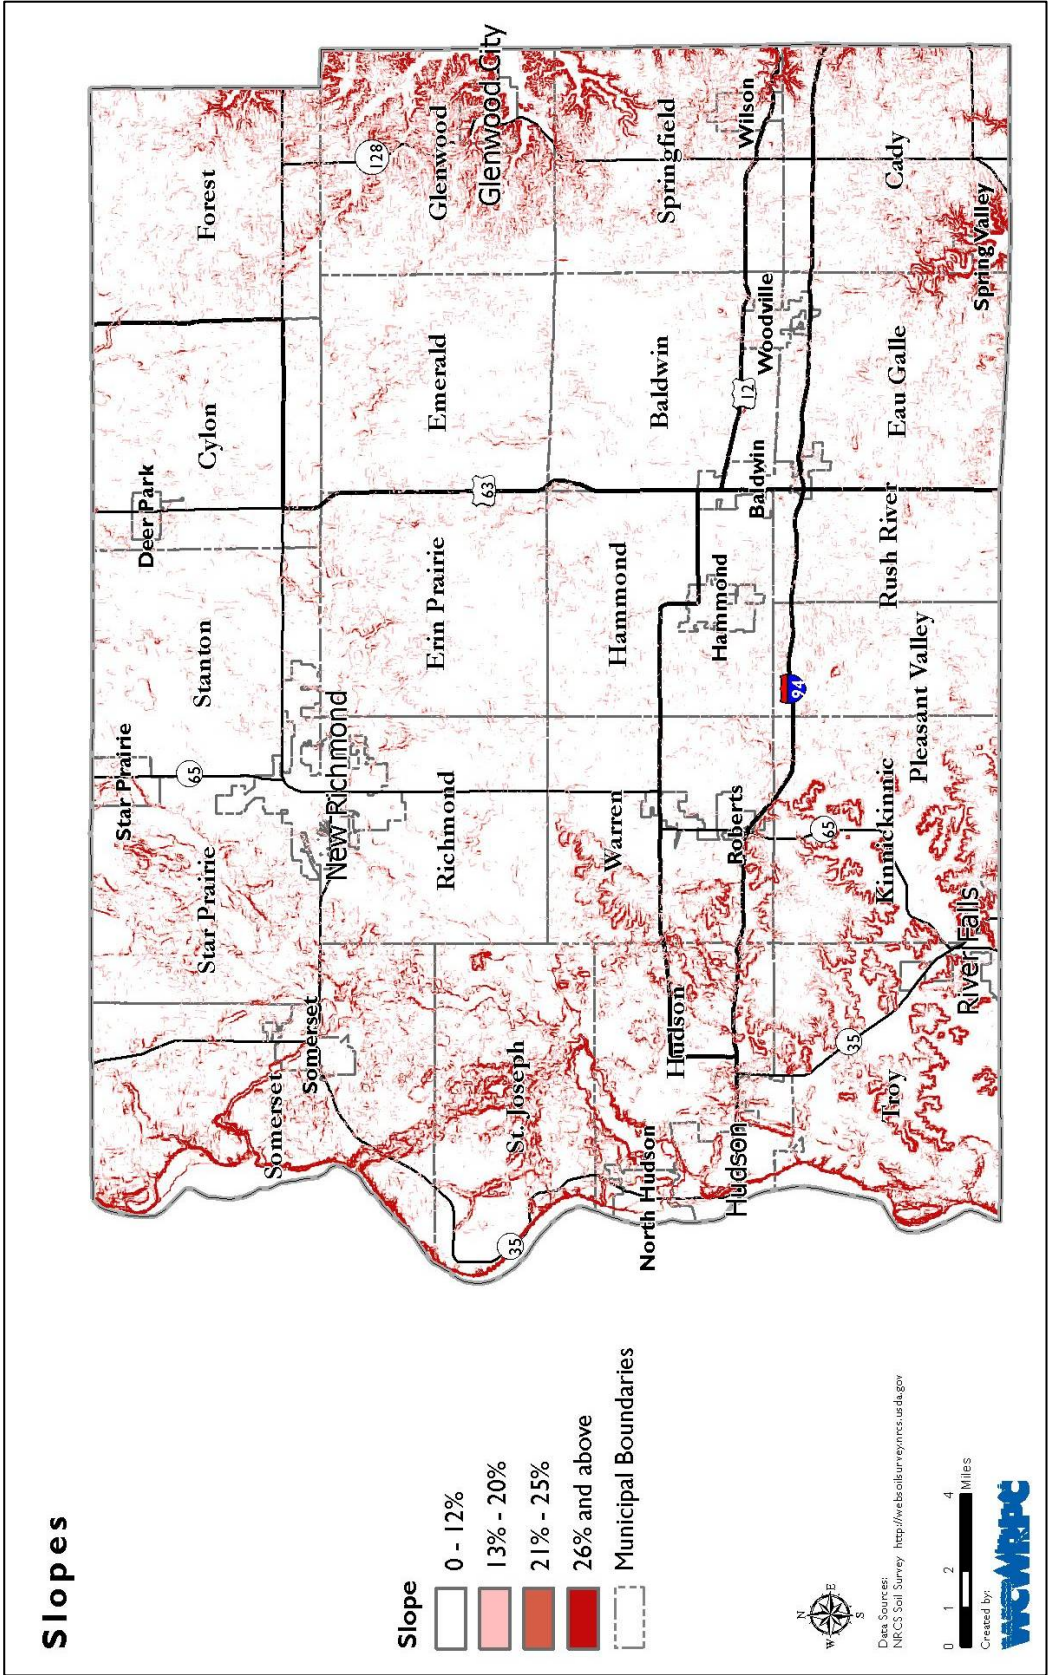 Slopes
Slope
0 - 12%
13% - 20%
21% - 25%
26% and above
Municipal Boundaries
N
W
E
S
Data Sources:
NRCS Soil Survey http://websoilsurvey.nrcs.usda.gov
0 1 2 4
Miles
Created by:
WCWRPC
Star Prairie
Deer Park
65
Star Prairie
Stanton
Cylon
Forest
Somerset
Somerset
New Richmond
128
35
St. Joseph
Richmond
Erin Prairie
63
Emerald
Glenwood
Glenwood City
North Hudson
Hudson
Warren
Hammond
Baldwin
Springfield
Hudson
Roberts
Hammond
Baldwin
12
Woodville
Wilson
94
35
65
Troy
Kinnickinnic
Pleasant Valley
Rush River
Eau Galle
Cady
River Falls
Spring Valley